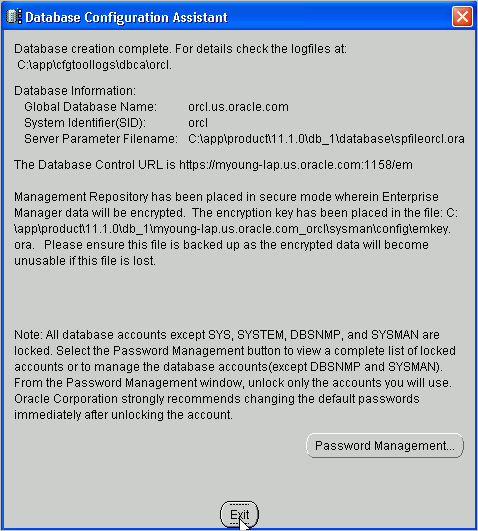 Database Configuration Assistant
Database creation complete. For details check the logfiles at:
C:\app\cfgtoollogs\dbca\orcl.
Database Information:
Global Database Name: orcl.us.oracle.com
System Identifier(SID): orcl
Server Parameter Filename: C:\app\product\11.1.0\db_1\database\spfileorcl.ora
The Database Control URL is https://myoung-lap.us.oracle.com:1158/em
Management Repository has been placed in secure mode wherein Enterprise
Manager data will be encrypted.  The encryption key has been placed in the file: C:
\app\product\11.1.0\db_1\myoung-lap.us.oracle.com_orcl\sysman\config\emkey.
ora.   Please ensure this file is backed up as the encrypted data will become
unusable if this file is lost.
Note: All database accounts except SYS, SYSTEM, DBSNMP, and SYSMAN are
locked. Select the Password Management button to view a complete list of locked
accounts or to manage the database accounts(except DBSNMP and SYSMAN).
From the Password Management window, unlock only the accounts you will use.
Oracle Corporation strongly recommends changing the default passwords
immediately after unlocking the account.
Password Management...
Exit